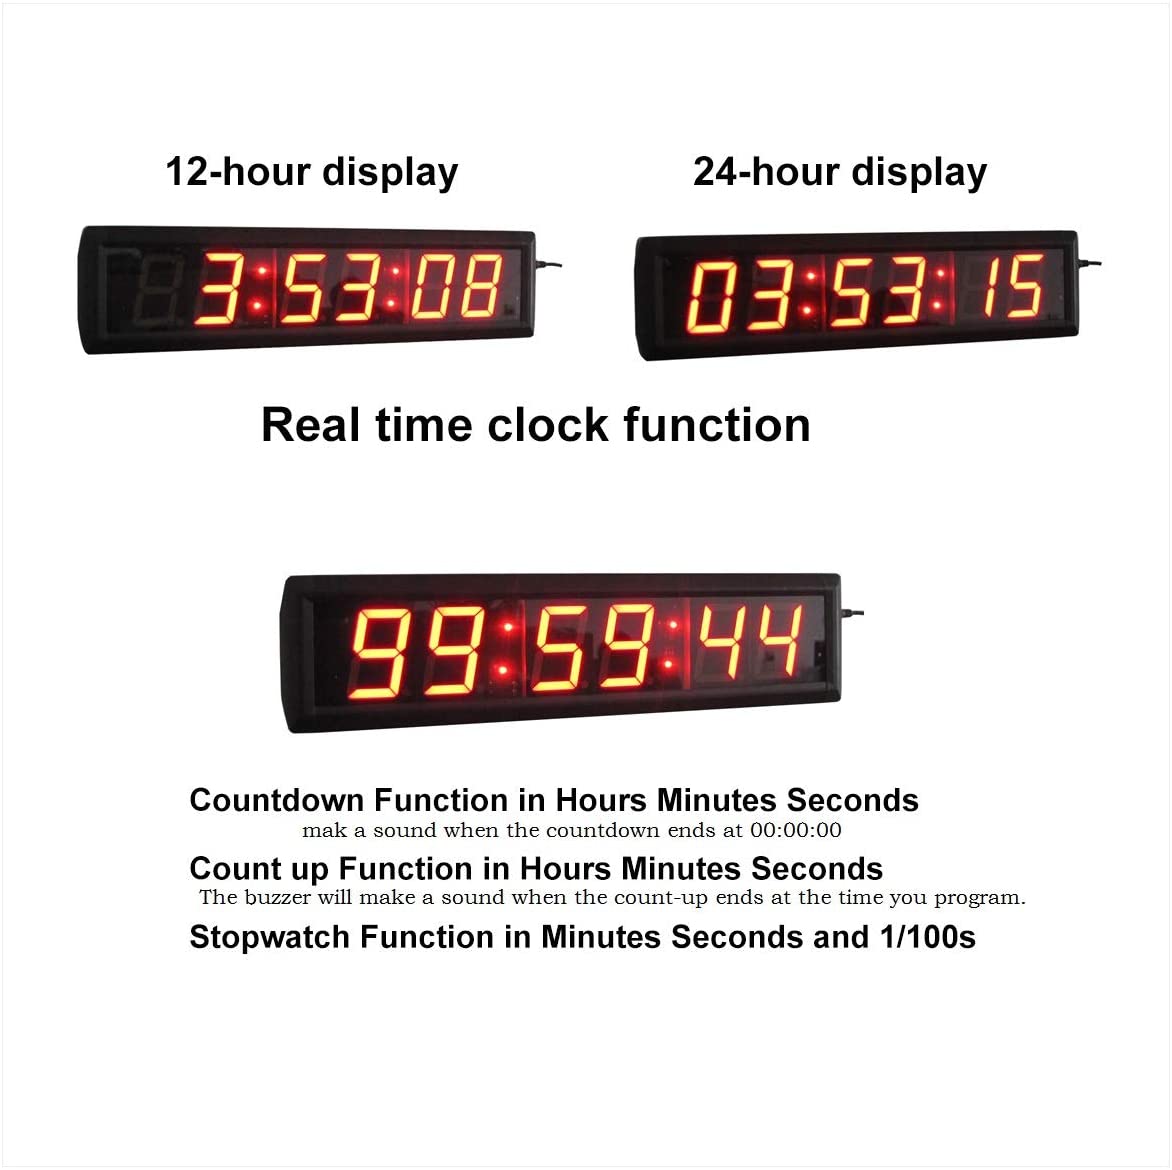 12-hour display
24-hour display
3:53:08
03:53:15
Real time clock function
99:59:44
Countdown Function in Hours Minutes Seconds
mak a sound when the countdown ends at 00:00:00
Count up Function in Hours Minutes Seconds
The buzzer will make a sound when the count-up ends at the time you program.
Stopwatch Function in Minutes Seconds and 1/100s